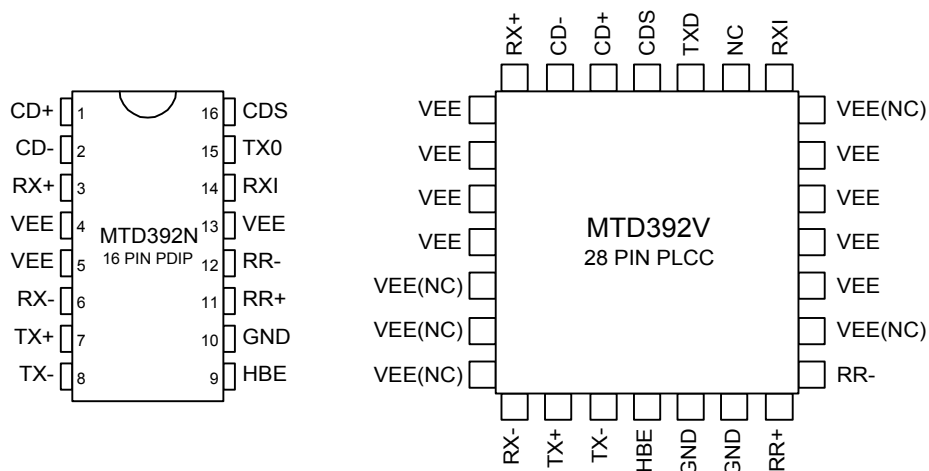 CD+ 1 16 CDS
CD- 2 15 TX0
RX+ 3 14 RXI
VEE 4 13 VEE
VEE 5 12 RR-
RX- 6 11 RR+
TX+ 7 10 GND
TX- 8 9 HBE
MTD392N
16 PIN PDIP
RX+ CD- CD+ CDS TXD NC RXI
VEE VEE(NC)
VEE VEE
VEE VEE
VEE VEE
VEE(NC) VEE
VEE(NC) VEE(NC)
VEE(NC) RR-
MTD392V
28 PIN PLCC
RX- TX+ TX- HBE GND GND RR+